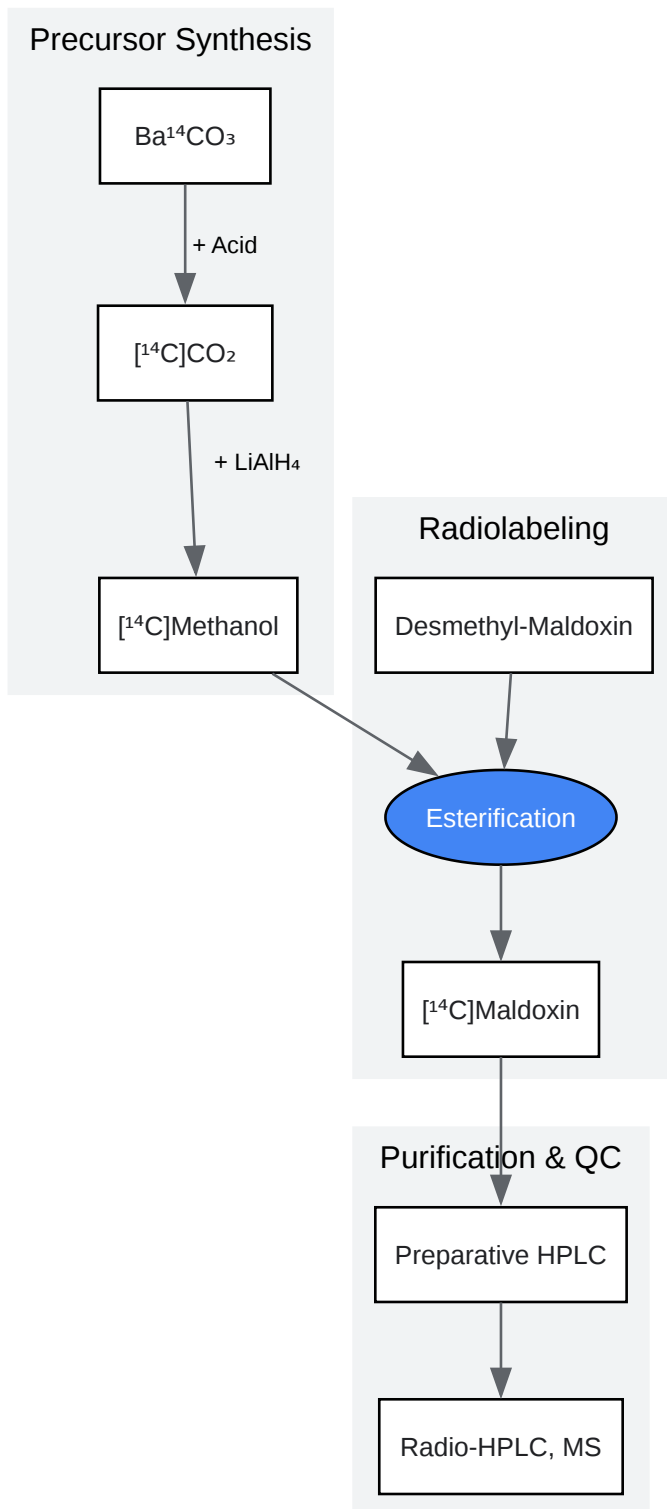 Precursor Synthesis
Ba¹⁴CO₃
+ Acid
[¹⁴C]CO₂
+ LiAlH₄
[¹⁴C]Methanol
Radiolabeling
Desmethyl-Maldoxin
Esterification
[¹⁴C]Maldoxin
Purification & QC
Preparative HPLC
Radio-HPLC, MS